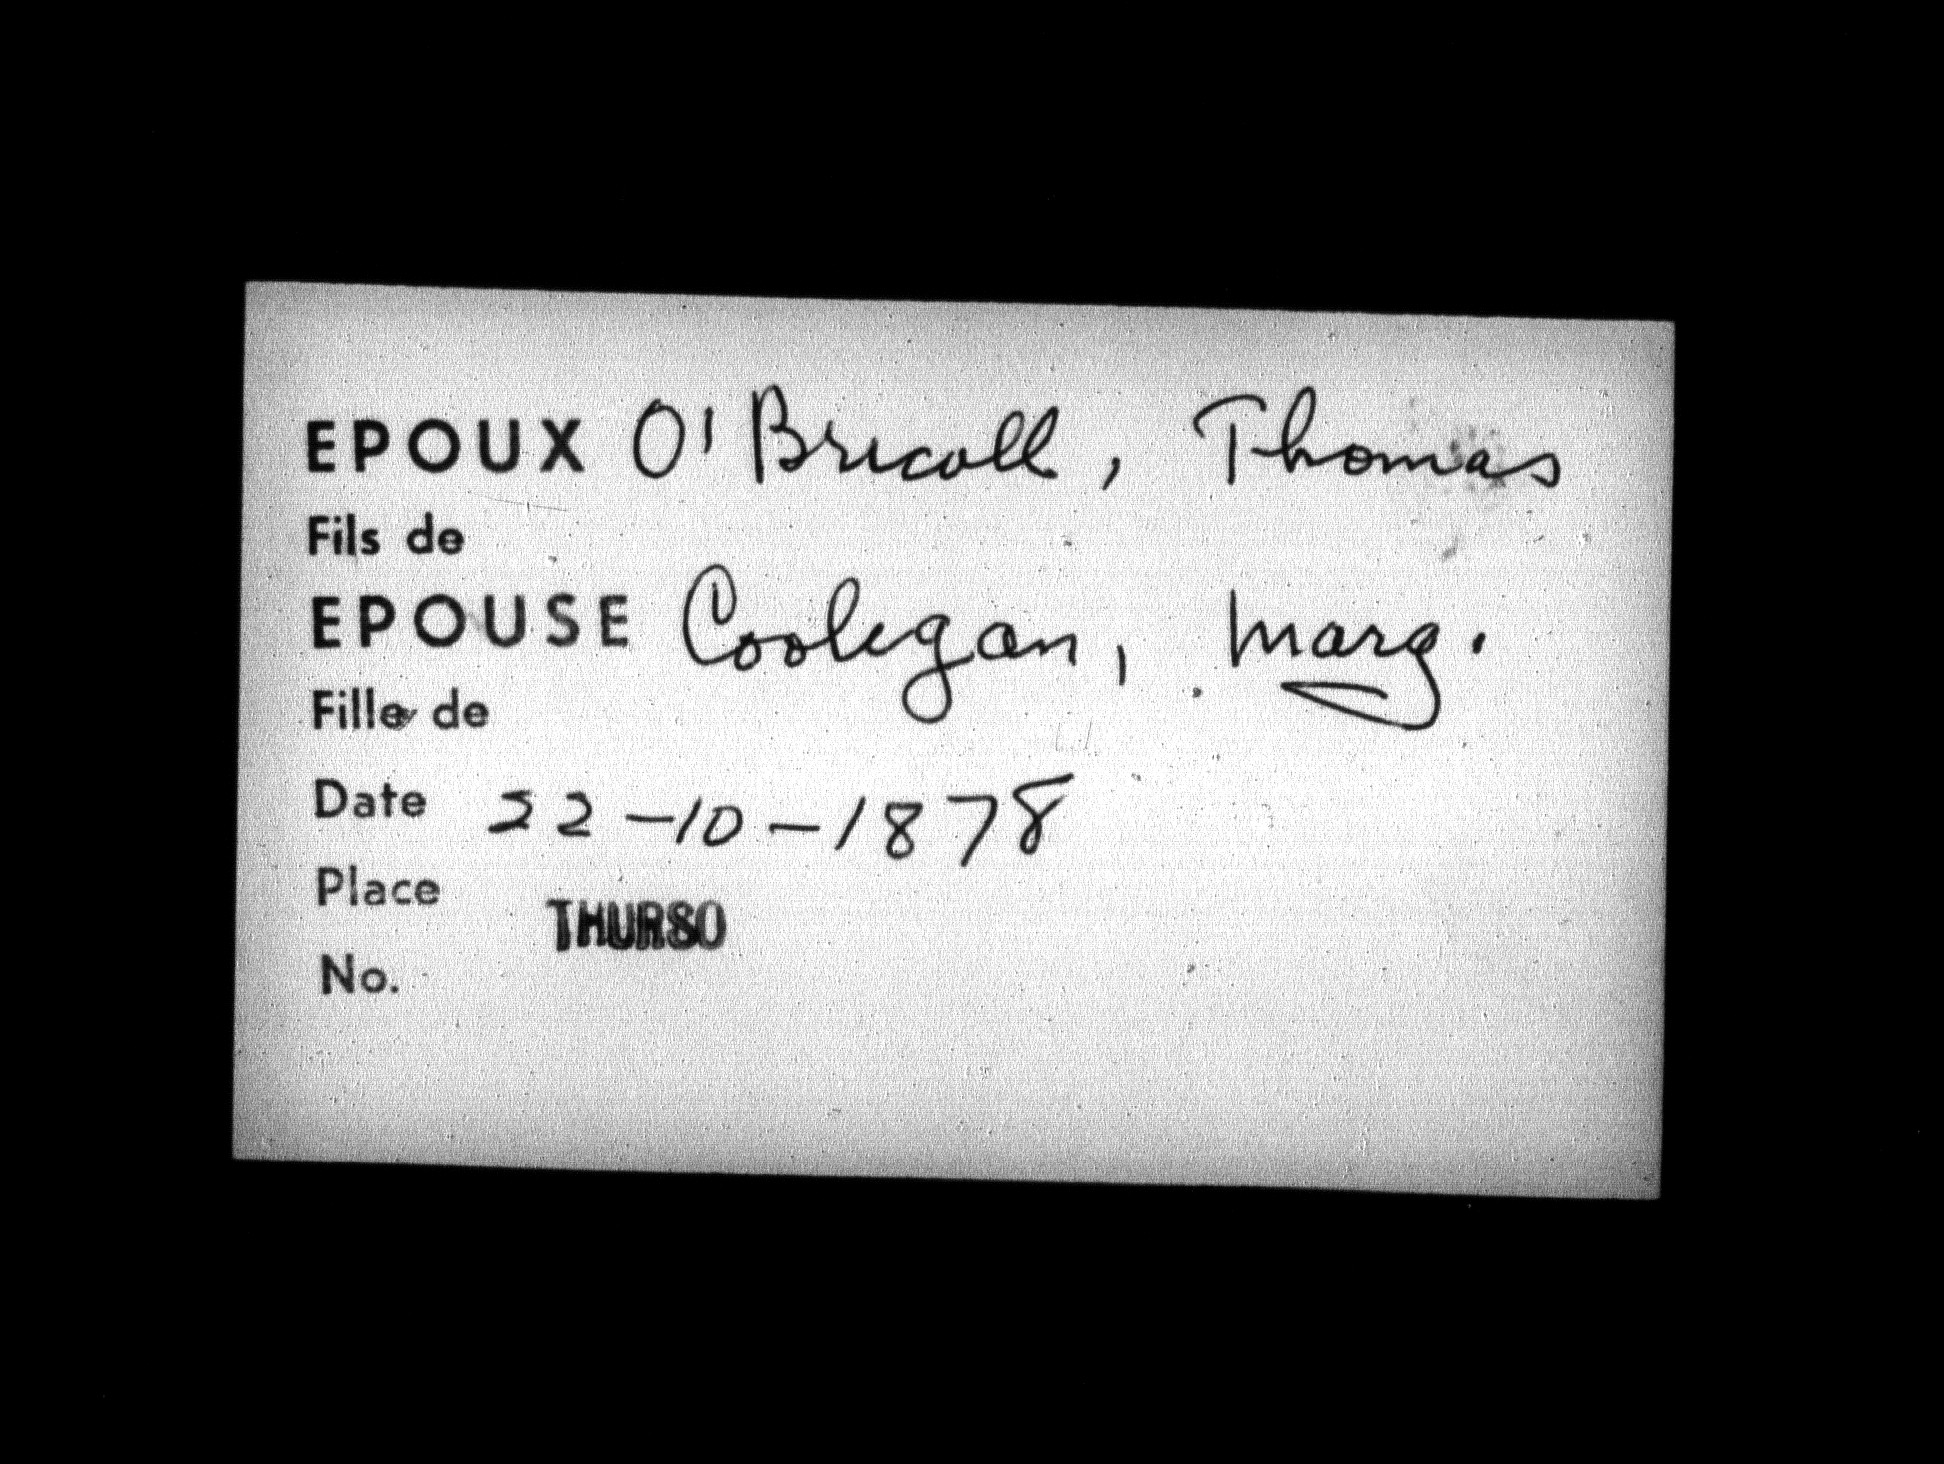 EPOUX O'Bricoll, Thomas
Fils de
EPOUSE Coolegan, Marg.
Fille de
Date 22-10-1878
Place THURSO
No.